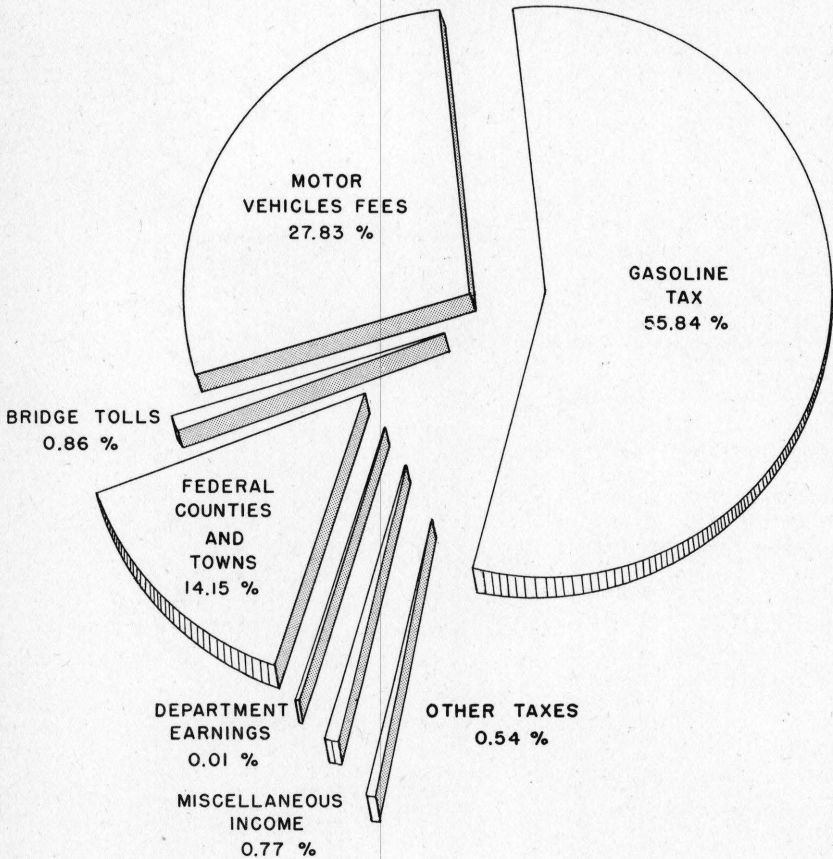 MOTOR
VEHICLES FEES
27.83 %
GASOLINE
TAX
55.84 %
BRIDGE TOLLS
0.86 %
FEDERAL
COUNTIES
AND
TOWNS
14.15 %
DEPARTMENT
EARNINGS
0.01 %
OTHER TAXES
0.54 %
MISCELLANEOUS
INCOME
0.77 %